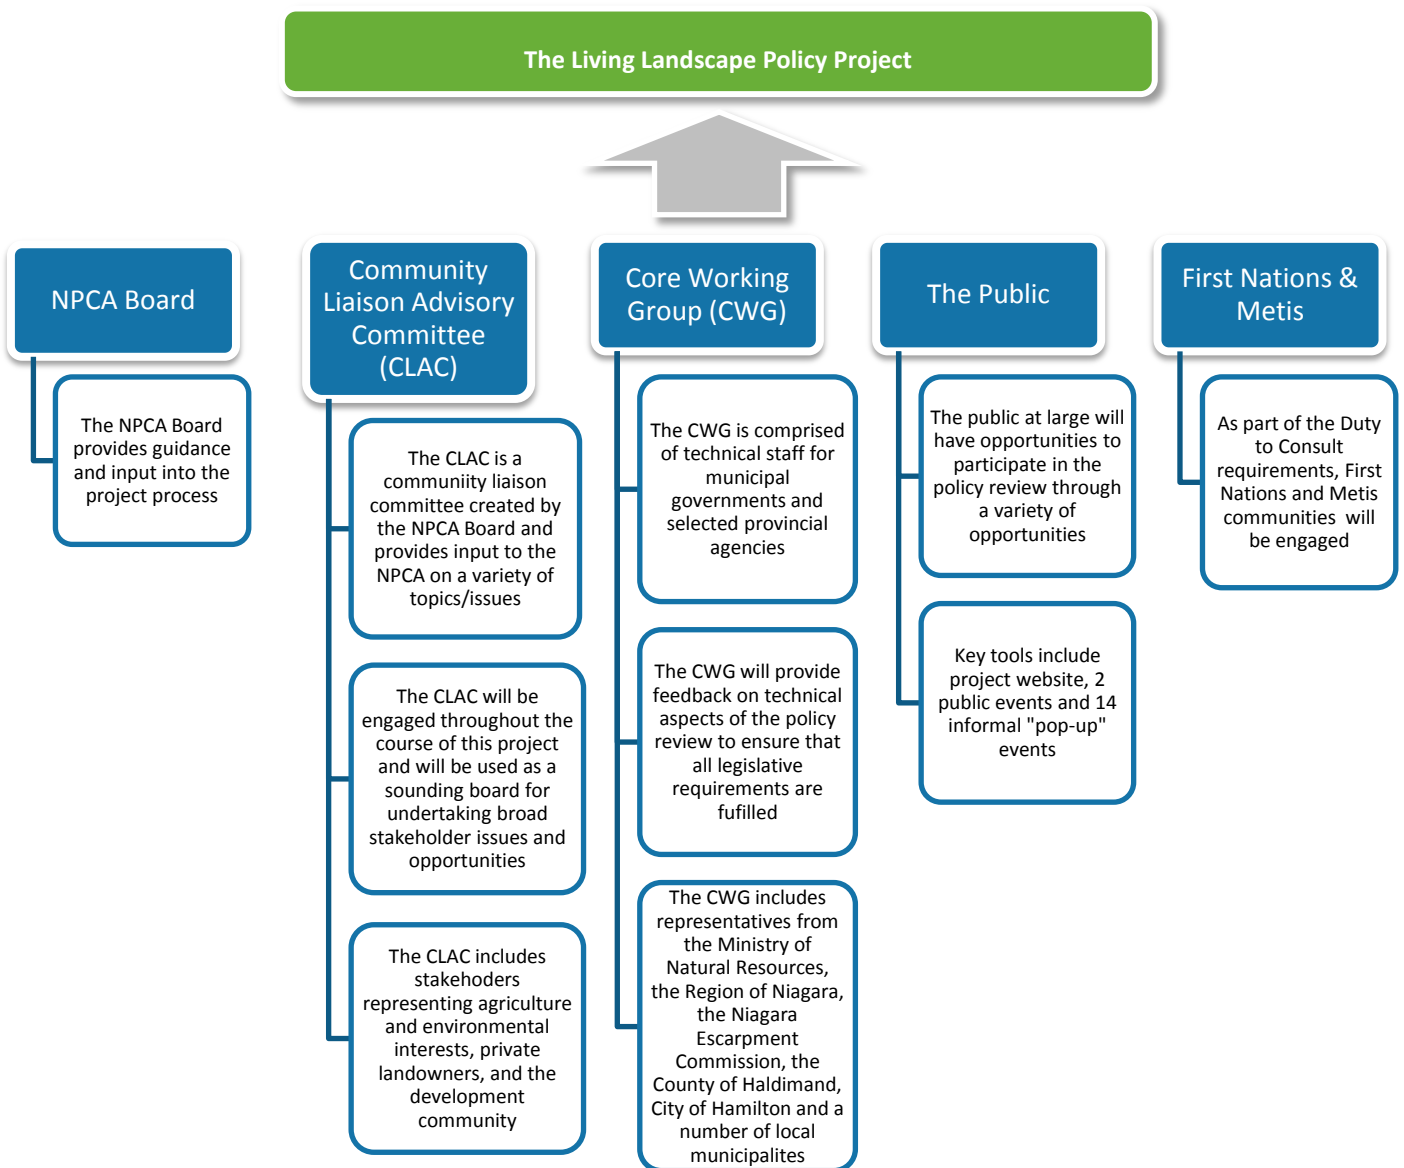 The Living Landscape Policy Project
NPCA Board
The NPCA Board
provides guidance
and input into the
project process
Community
Liaison Advisory
Committee
(CLAC)
The CLAC is a
communiity liaison
committee created by
the NPCA Board and
provides input to the
NPCA on a variety of
topics/issues
The CLAC will be
engaged throughout the
course of this project
and will be used as a
sounding board for
undertaking broad
stakeholder issues and
opportunities
The CLAC includes
stakehoders
representing agriculture
and environmental
interests, private
landowners, and the
development
community
Core Working
Group (CWG)
The CWG is comprised
of technical staff for
municipal
governments and
selected provincial
agencies
The CWG will provide
feedback on technical
aspects of the policy
review to ensure that
all legislative
requirements are
fufilled
The CWG includes
representatives from
the Ministry of
Natural Resources,
the Region of Niagara,
the Niagara
Escarpment
Commission, the
County of Haldimand,
City of Hamilton and a
number of local
municipalites
The Public
The public at large will
have opportunities to
participate in the
policy review through
a variety of
opportunities
Key tools include
project website, 2
public events and 14
informal "pop-up"
events
First Nations &
Metis
As part of the Duty
to Consult
requirements, First
Nations and Metis
communities will
be engaged